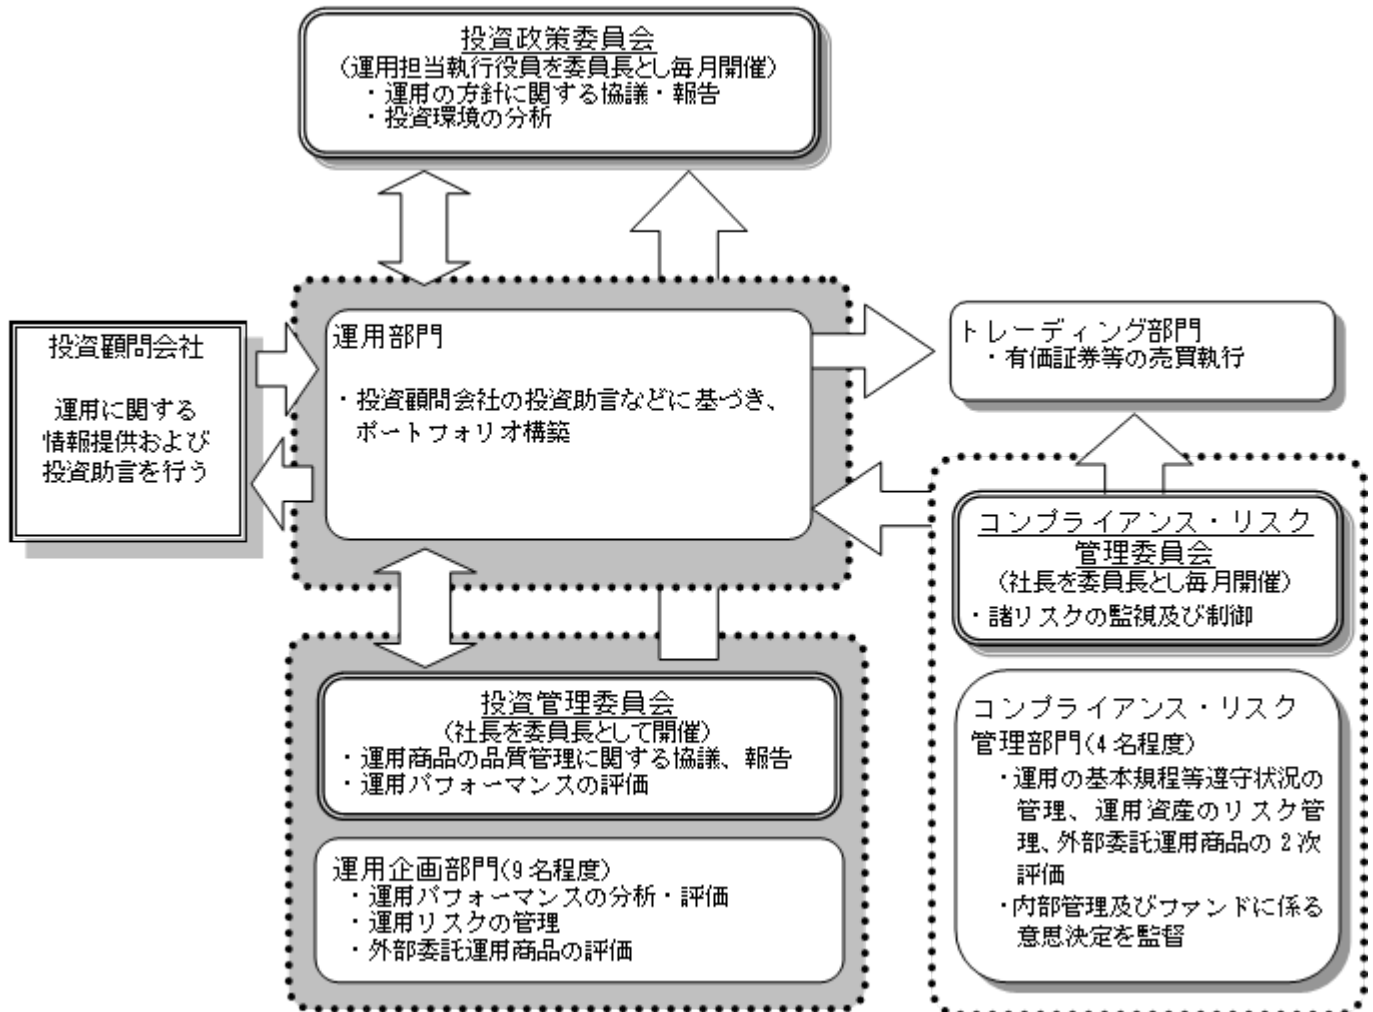 投資政策委員会
(運用担当執行役員を委員長とし毎月開催)
・運用の方針に関する協議・報告
・投資環境の分析
投資顧問会社
運用に関する
情報提供および
投資助言を行う
運用部門
・投資顧問会社の投資助言などに基づき、
ポートフォリオ構築
トレーディング部門
・有価証券等の売買執行
コンプライアンス・リスク
管理委員会
(社長を委員長とし毎月開催)
・諸リスクの監視及び制御
コンプライアンス・リスク
管理部門(4名程度)
・運用の基本規程等遵守状況の
管理、運用資産のリスク管
理、外部委託運用商品の2次
評価
・内部管理及びファンドに係る
意思決定を監督
投資管理委員会
(社長を委員長として開催)
・運用商品の品質管理に関する協議、報告
・運用パフォーマンスの評価
運用企画部門(9名程度)
・運用パフォーマンスの分析・評価
・運用リスクの管理
・外部委託運用商品の評価